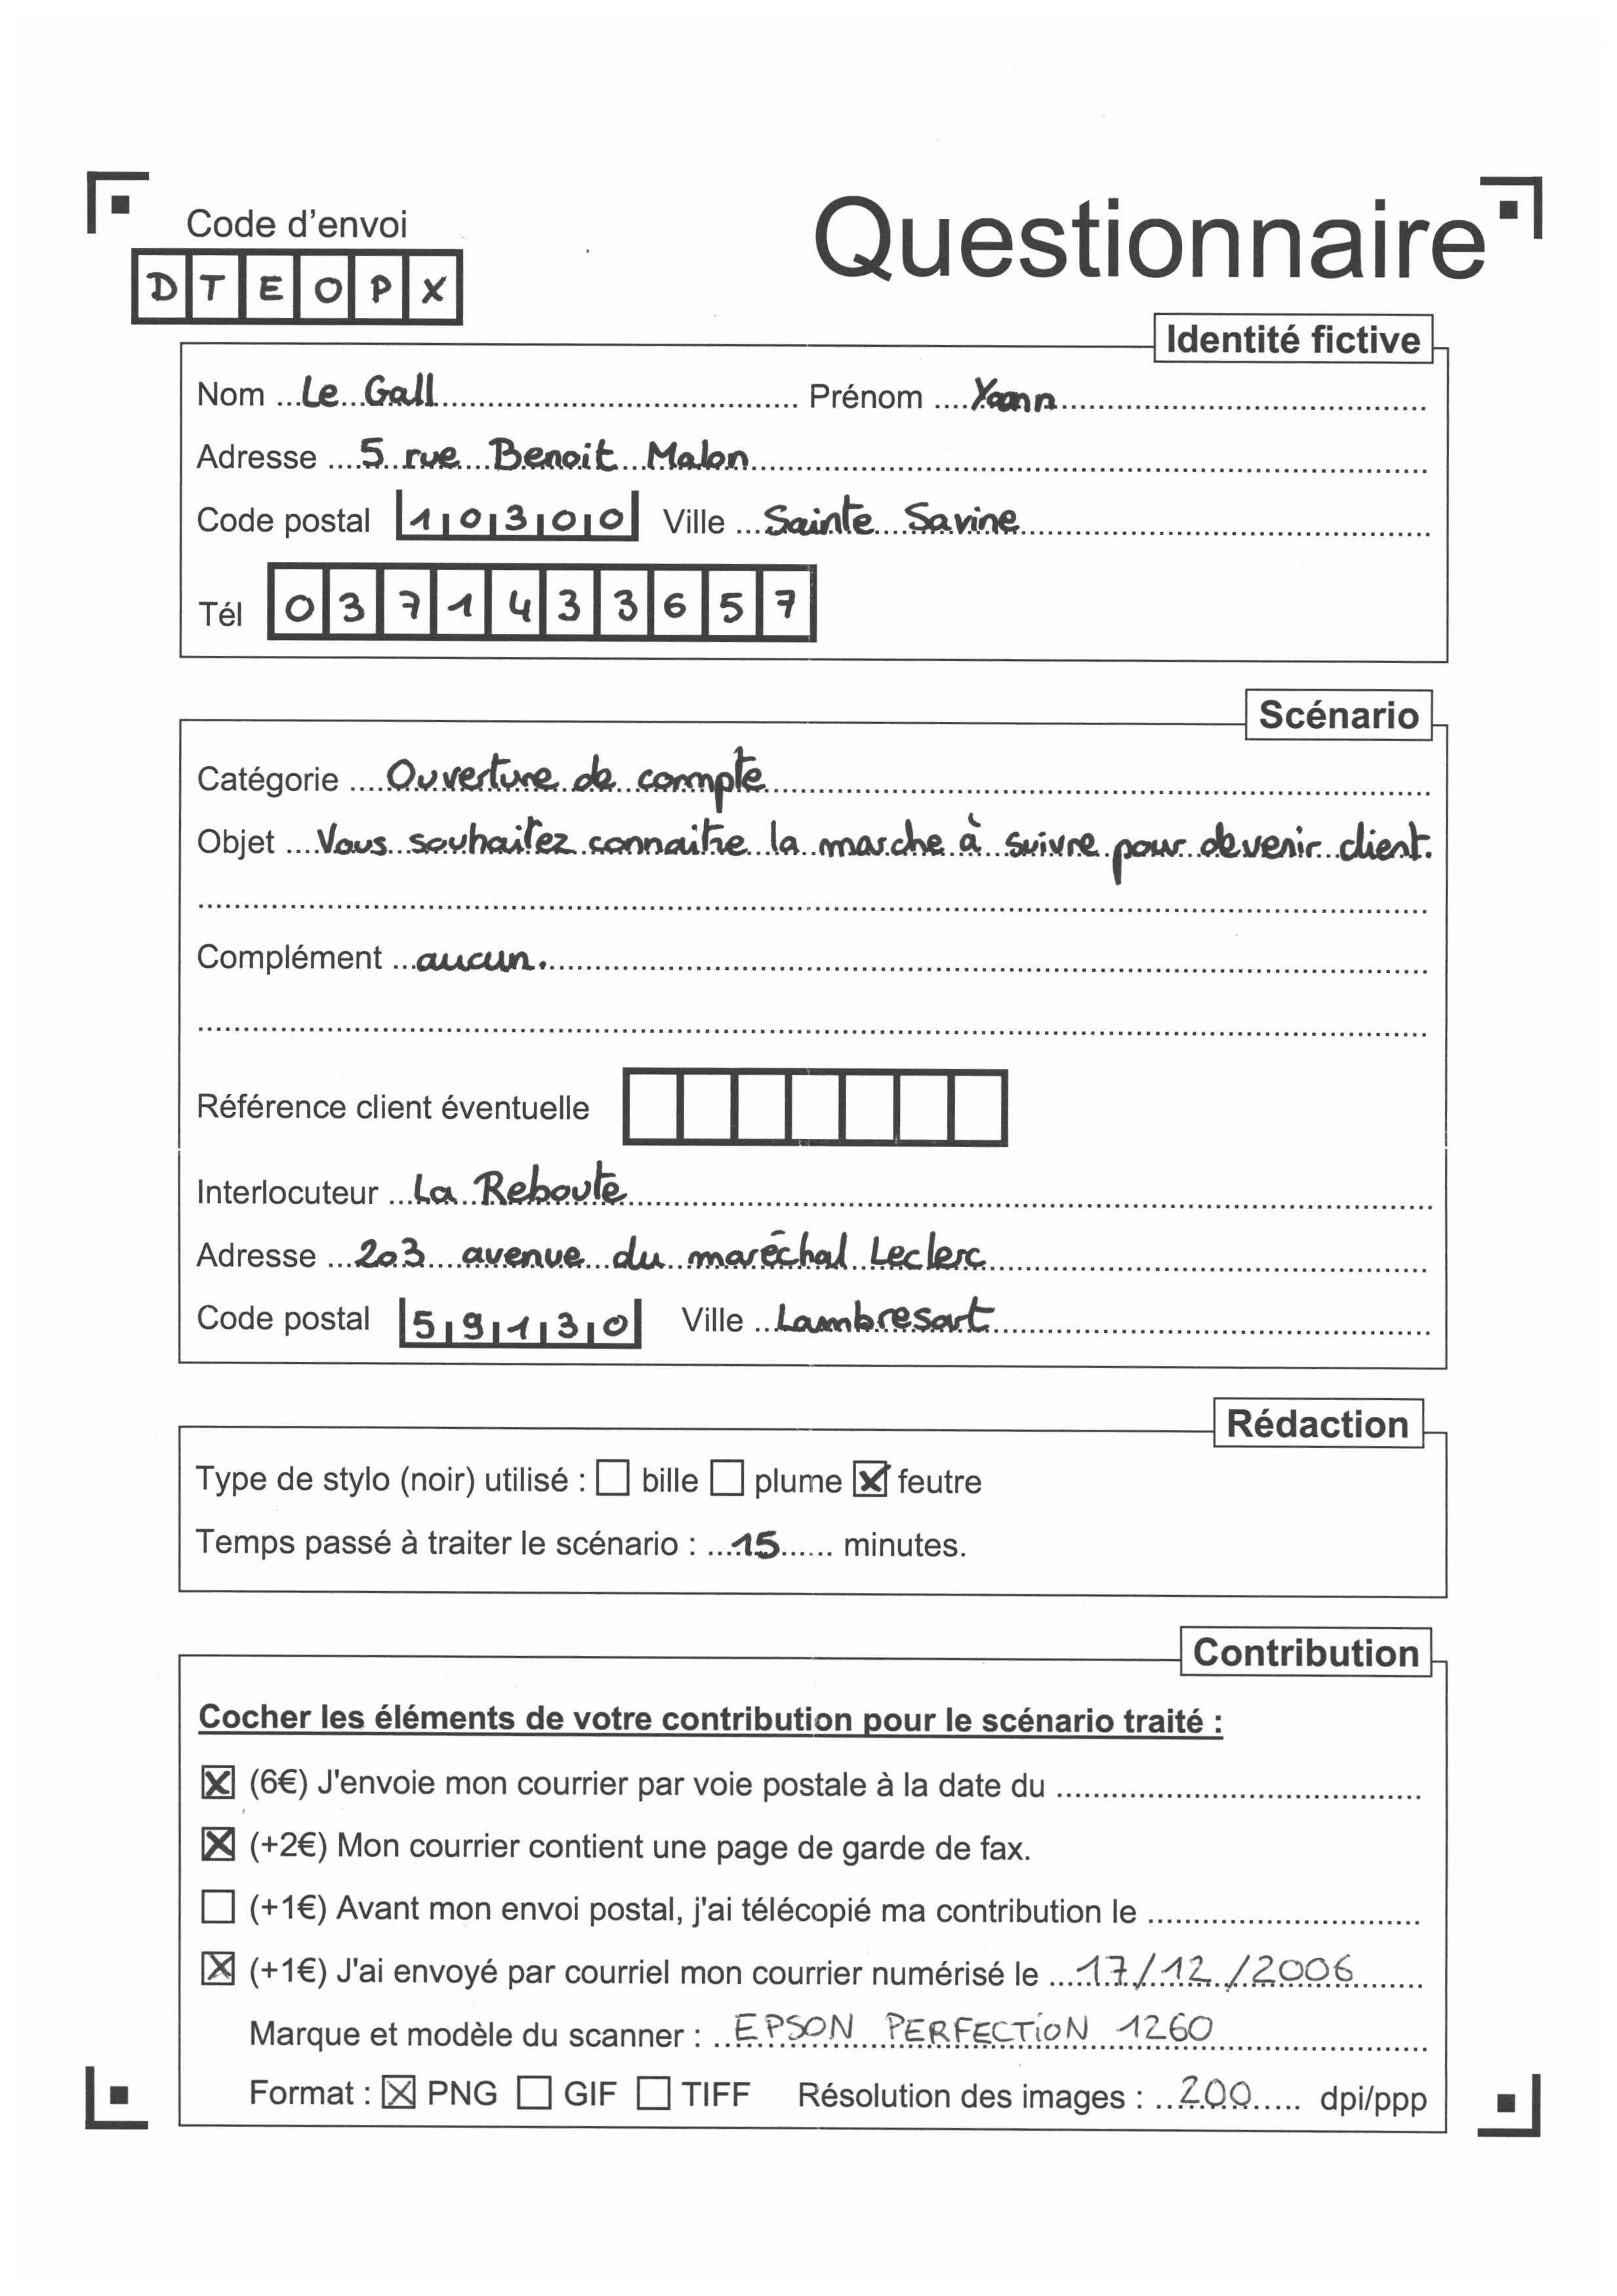 Code d'envoi
DTEOPX
Questionnaire
Identité fictive
Nom ... Le Gall ... Prénom ... Yoann
Adresse ... 5 rue Benoit Malon
Code postal 10300 Ville ... Sainte Savine
Tél 0371433657
Scénario
Catégorie ... Ouverture de compte
Objet ... Vous souhaitez connaitre la marche à suivre pour devenir client.
Complément ... aucun.
Référence client éventuelle
Interlocuteur ... La Reboute
Adresse ... 203 avenue du maréchal Leclerc
Code postal 59130 Ville ... Lambresart
Rédaction
Type de stylo (noir) utilisé : ☐ bille ☐ plume ☒ feutre
Temps passé à traiter le scénario : ... 15 ... minutes.
Contribution
Cocher les éléments de votre contribution pour le scénario traité :
☒ (6€) J'envoie mon courrier par voie postale à la date du ...
☒ (+2€) Mon courrier contient une page de garde de fax.
☐ (+1€) Avant mon envoi postal, j'ai télécopié ma contribution le ...
☒ (+1€) J'ai envoyé par courriel mon courrier numérisé le ... 17/12/2006
Marque et modèle du scanner : ... EPSON PERFECTION 1260
Format : ☒ PNG ☐ GIF ☐ TIFF Résolution des images : ... 200 ... dpi/ppp